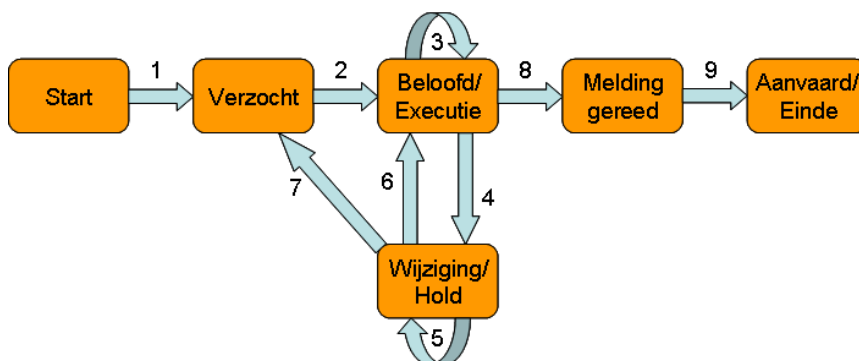 3
1
2
8
9
Start
Verzocht
Beloofd/
Executie
Melding
gereed
Aanvaard/
Einde
7
6
4
Wijziging/
Hold
5